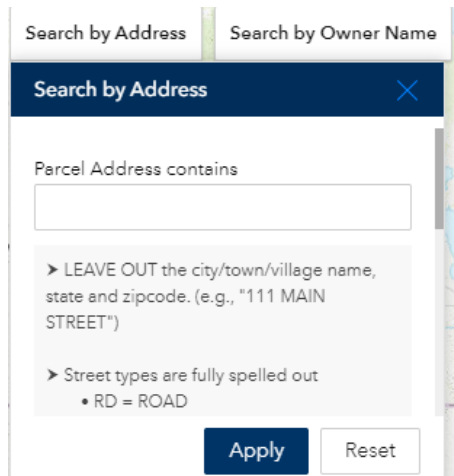 Search by Address
Search by Owner Name
Search by Address
Parcel Address contains
➤ LEAVE OUT the city/town/village name,
state and zipcode. (e.g., "111 MAIN
STREET")
➤ Street types are fully spelled out
• RD = ROAD
Apply
Reset